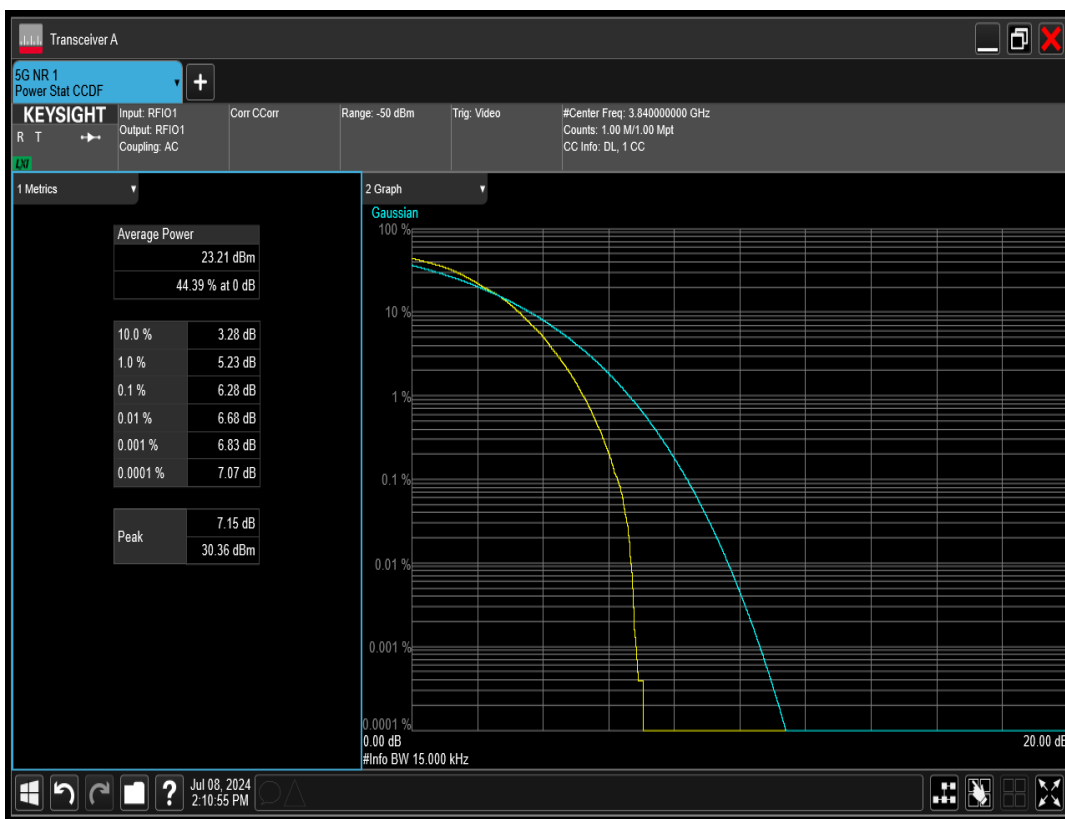 Transceiver A
5G NR 1
Power Stat CCDF
+
KEYSIGHT
R T
LXI
Input: RFIO1
Output: RFIO1
Coupling: AC
Corr CCorr
Range: -50 dBm
Trig: Video
#Center Freq: 3.840000000 GHz
Counts: 1.00 M/1.00 Mpt
CC Info: DL, 1 CC
1 Metrics
Average Power
23.21 dBm
44.39 % at 0 dB
10.0 % 3.28 dB
1.0 % 5.23 dB
0.1 % 6.28 dB
0.01 % 6.68 dB
0.001 % 6.83 dB
0.0001 % 7.07 dB
Peak 7.15 dB
30.36 dBm
2 Graph
Gaussian
100 %
10 %
1 %
0.1 %
0.01 %
0.001 %
0.0001 %
0.00 dB 20.00 dB
#Info BW 15.000 kHz
?
Jul 08, 2024
2:10:55 PM